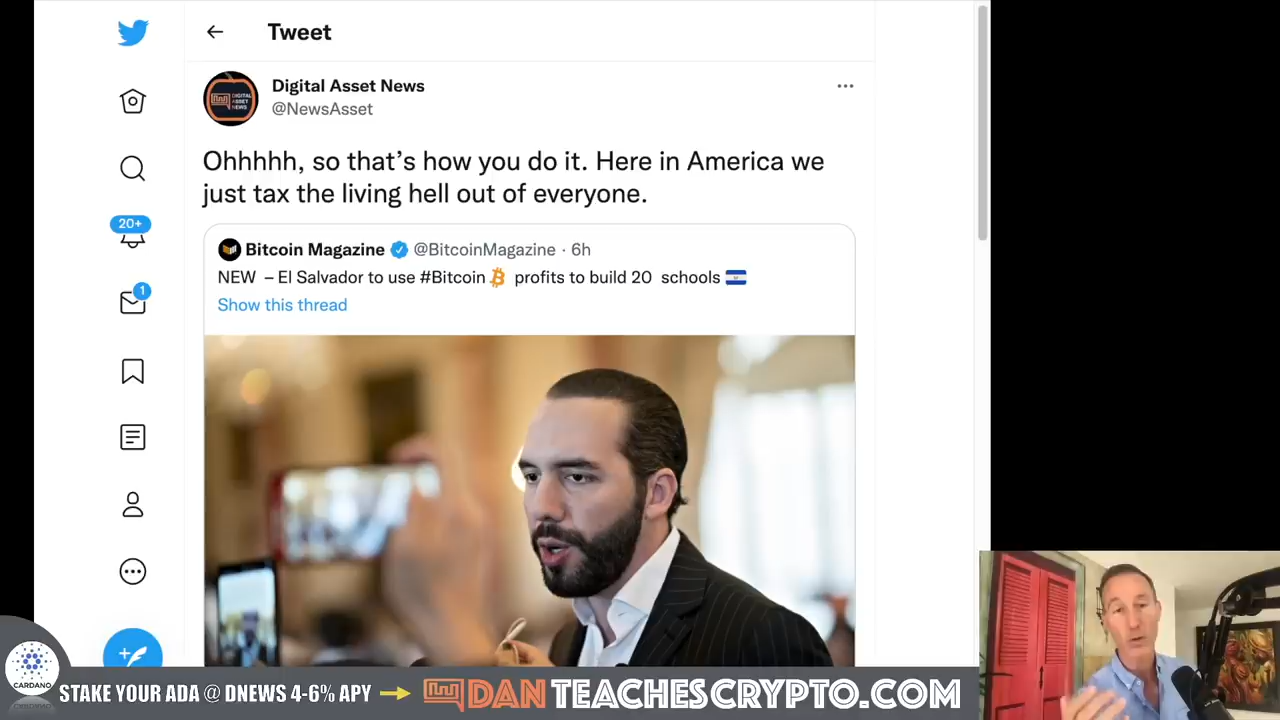 Tweet
Digital Asset News
@NewsAsset
Ohhhhh, so that's how you do it. Here in America we
just tax the living hell out of everyone.
20+
Bitcoin Magazine @BitcoinMagazine · 6h
NEW – El Salvador to use #Bitcoin profits to build 20 schools
Show this thread
1
CARDANO
STAKE YOUR ADA @ DNEWS 4-6% APY
DANTEACHESCRYPTO.COM